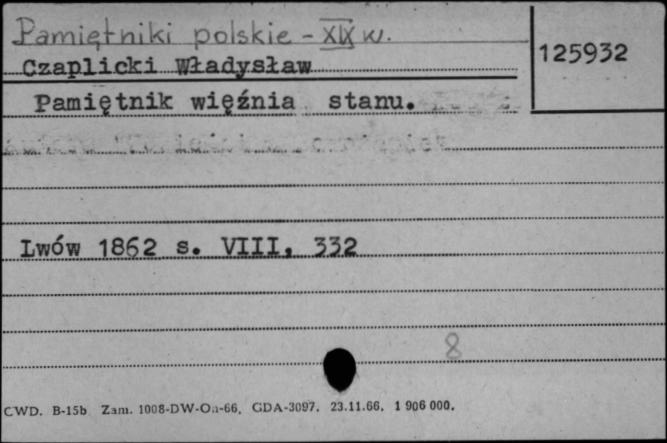 Pamiętniki polskie - XIX w.
125932
Czaplicki Władysław
Pamiętnik więźnia stanu.
Lwów 1862 s. VIII, 332
8
CWD. B-15b Zam. 1008-DW-On-66. GDA-3097. 23.11.66. 1 906 000.